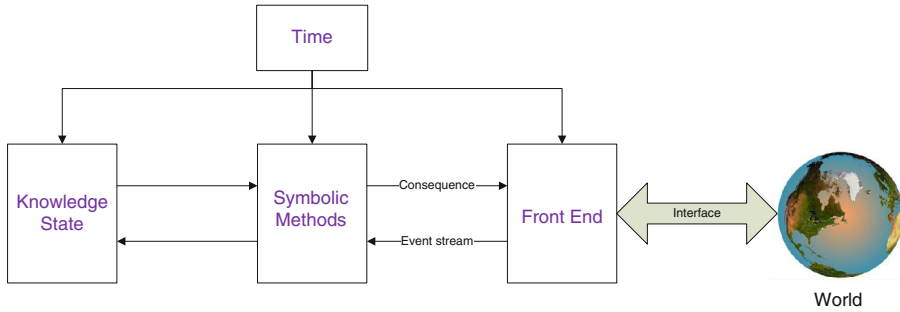 Time
Knowledge
State
Symbolic
Methods
Consequence
Event stream
Front End
Interface
World